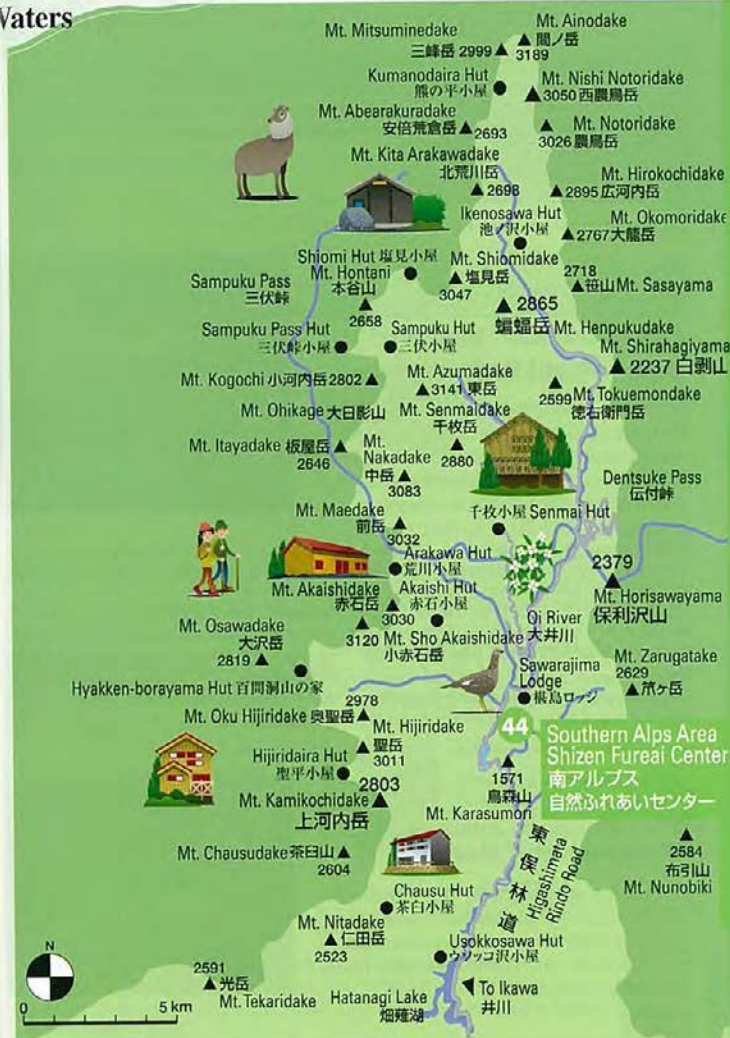 Waters
Mt. Mitsuminedake
三峰岳 2999
Mt. Ainodake
間ノ岳
3189
Kumanodaira Hut
熊の平小屋
Mt. Nishi Notoridake
3050 西農鳥岳
Mt. Abearakuradake
安倍荒倉岳 2693
Mt. Notoridake
3026 農鳥岳
Mt. Kita Arakawadake
北荒川岳
2698
Mt. Hirokochidake
2895 広河内岳
Ikenosawa Hut
池ノ沢小屋
Mt. Okomoridake
2767 大籠岳
Shiomi Hut 塩見小屋
Mt. Shiomidake
塩見岳
3047
2718
笹山 Mt. Sasayama
Sampuku Pass
三伏峠
Mt. Hontani
本谷山
2658
2865
蝙蝠岳 Mt. Henpukudake
Sampuku Pass Hut
三伏峠小屋
Sampuku Hut
三伏小屋
Mt. Shirahagiyama
2237 白剥山
Mt. Kogochi 小河内岳 2802
Mt. Azumadake
3141 東岳
2599 Mt. Tokuemondake
徳右衛門岳
Mt. Ohikage 大日影山
Mt. Senmaidake
千枚岳
2880
Mt. Itayadake 板屋岳
2646
Mt.
Nakadake
中岳
3083
Dentsuke Pass
伝付峠
Mt. Maedake
前岳
3032
千枚小屋 Senmai Hut
Arakawa Hut
荒川小屋
2379
Mt. Horisawayama
保利沢山
Mt. Akaishidake
赤石岳
3120
3030
Akaishi Hut
赤石小屋
Mt. Sho Akaishidake
小赤石岳
Oi River
大井川
Mt. Osawadake
大沢岳
2819
Sawarajima
Lodge
椹島ロッジ
Mt. Zarugatake
2629
笊ヶ岳
Hyakken-borayama Hut 百間洞山の家
2978
Mt. Oku Hijiridake 奥聖岳
44
Southern Alps Area
Shizen Fureai Center
南アルプス
自然ふれあいセンター
Mt. Hijiridake
聖岳
3011
Hijiridaira Hut
聖平小屋
1571
鳥森山
Mt. Karasumori
2803
Mt. Kamikochidake
上河内岳
Mt. Chausudake 茶臼山
2604
東俣林道
Higashimata
Rindo Road
2584
布引山
Mt. Nunobiki
Chausu Hut
茶臼小屋
Mt. Nitadake
仁田岳
2523
Usokkosawa Hut
ウソッコ沢小屋
2591
光岳
Mt. Tekaridake
Hatanagi Lake
畑薙湖
To Ikawa
井川
N
0
5 km